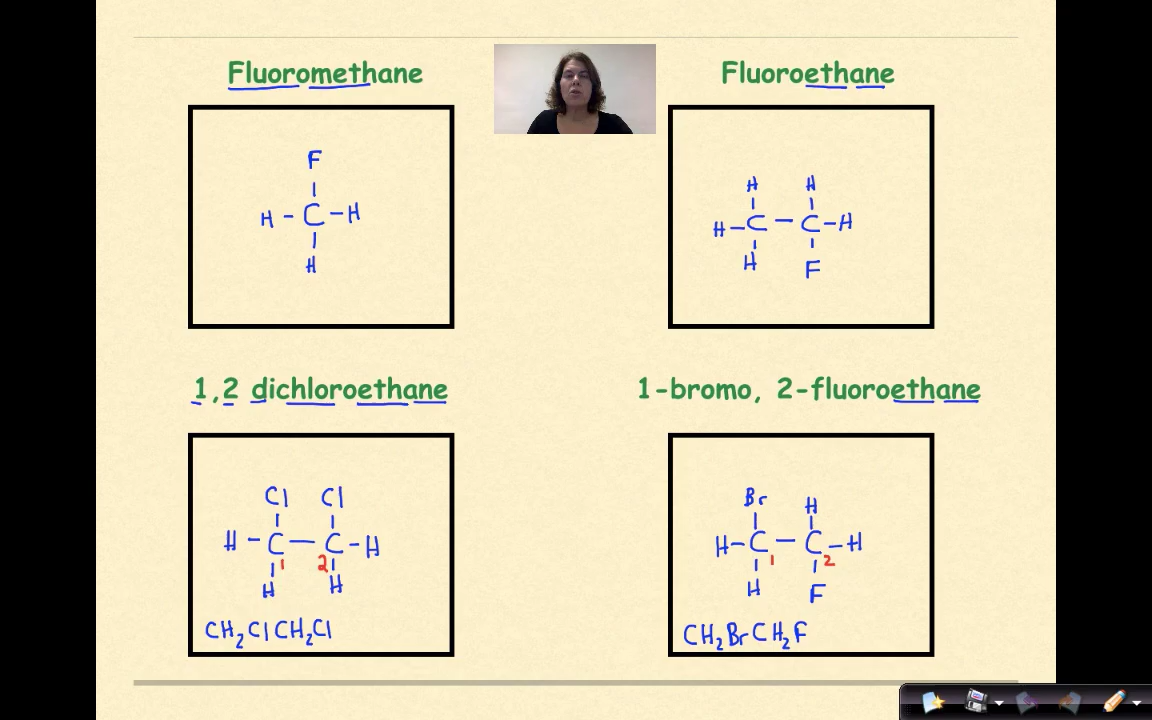 Fluoromethane
F
H - C - H
H
Fluoroethane
H H
H - C - C - H
H F
1,2 dichloroethane
Cl Cl
H - C - C - H
1 2
H H
CH₂ClCH₂Cl
1-bromo, 2-fluoroethane
Br H
H - C - C - H
1 2
H F
CH₂BrCH₂F